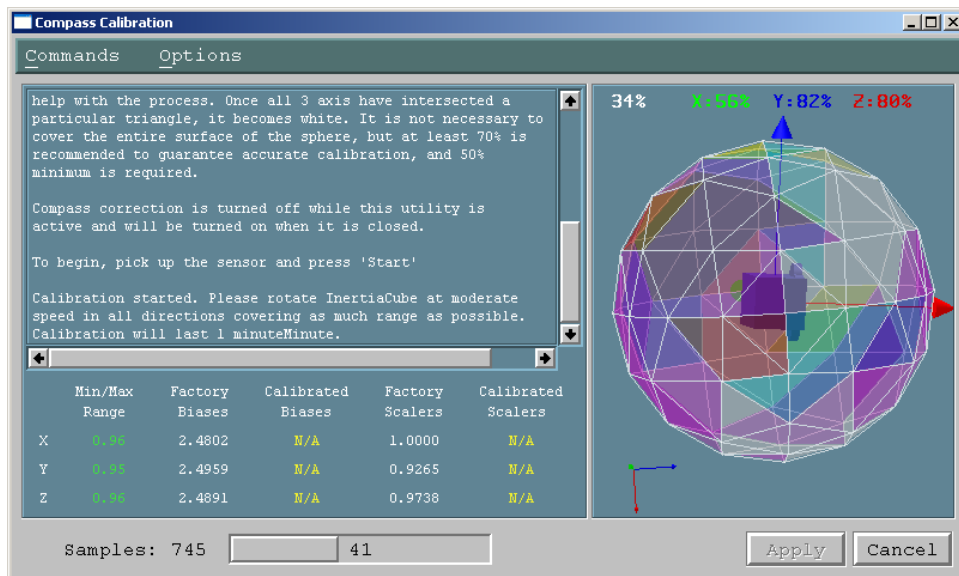 Compass Calibration
Commands Options
help with the process. Once all 3 axis have intersected a
particular triangle, it becomes white. It is not necessary to
cover the entire surface of the sphere, but at least 70% is
recommended to guarantee accurate calibration, and 50%
minimum is required.
Compass correction is turned off while this utility is
active and will be turned on when it is closed.
To begin, pick up the sensor and press 'Start'
Calibration started. Please rotate InertiaCube at moderate
speed in all directions covering as much range as possible.
Calibration will last 1 minuteMinute.
34% X:56% Y:82% Z:80%
Min/Max Factory Calibrated Factory Calibrated
Range Biases Biases Scalers Scalers
X 0.96 2.4802 N/A 1.0000 N/A
Y 0.95 2.4959 N/A 0.9265 N/A
Z 0.96 2.4891 N/A 0.9738 N/A
Samples: 745 41
Apply Cancel